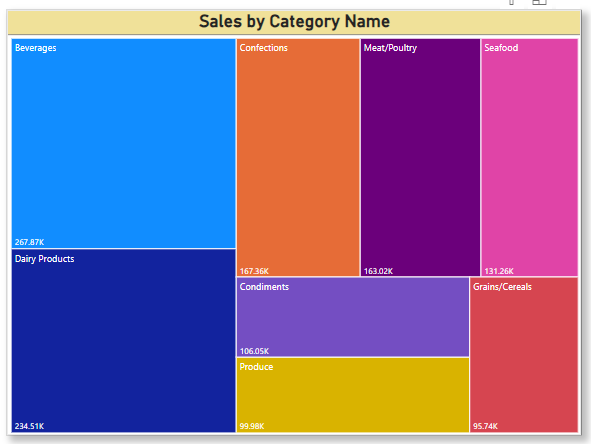 Sales by Category Name
Beverages
267.87K
Dairy Products
234.51K
Confections
167.36K
Meat/Poultry
163.02K
Seafood
131.26K
Condiments
106.05K
Produce
99.98K
Grains/Cereals
95.74K